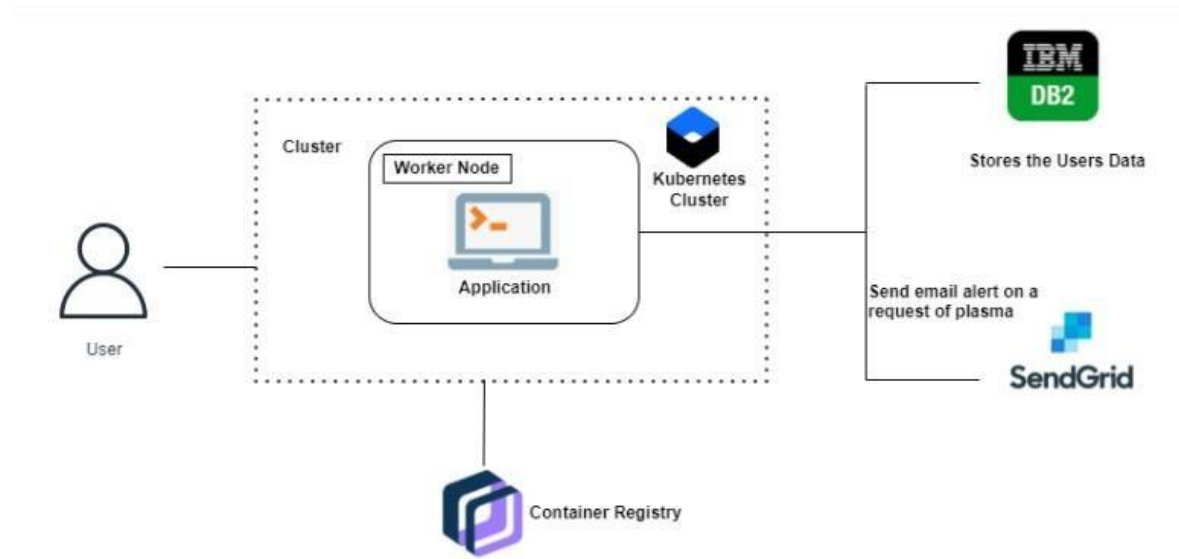 IBM
DB2
Stores the Users Data
Cluster
Worker Node
Kubernetes
Cluster
Application
User
Send email alert on a
request of plasma
SendGrid
Container Registry